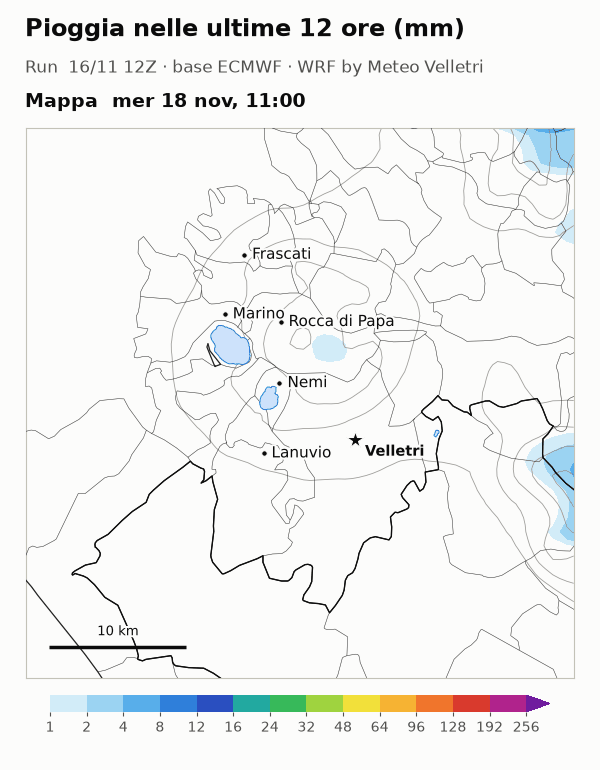 Pioggia nelle ultime 12 ore (mm)
Run  16/11 12Z · base ECMWF · WRF by Meteo Velletri
Mappa  mer 18 nov, 11:00
Frascati
Marino
Rocca di Papa
Nemi
Velletri
Lanuvio
10 km
1 2 4 8 12 16 24 32 48 64 96 128 192 256